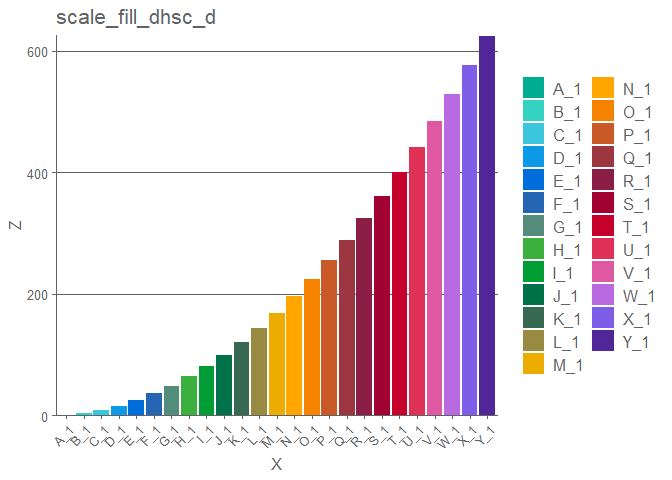 scale_fill_dhsc_d
600
400
200
0
Z
A_1 B_1 C_1 D_1 E_1 F_1 G_1 H_1 I_1 J_1 K_1 L_1 M_1 N_1 O_1 P_1 Q_1 R_1 S_1 T_1 U_1 V_1 W_1 X_1 Y_1
X
A_1 N_1
B_1 O_1
C_1 P_1
D_1 Q_1
E_1 R_1
F_1 S_1
G_1 T_1
H_1 U_1
I_1 V_1
J_1 W_1
K_1 X_1
L_1 Y_1
M_1